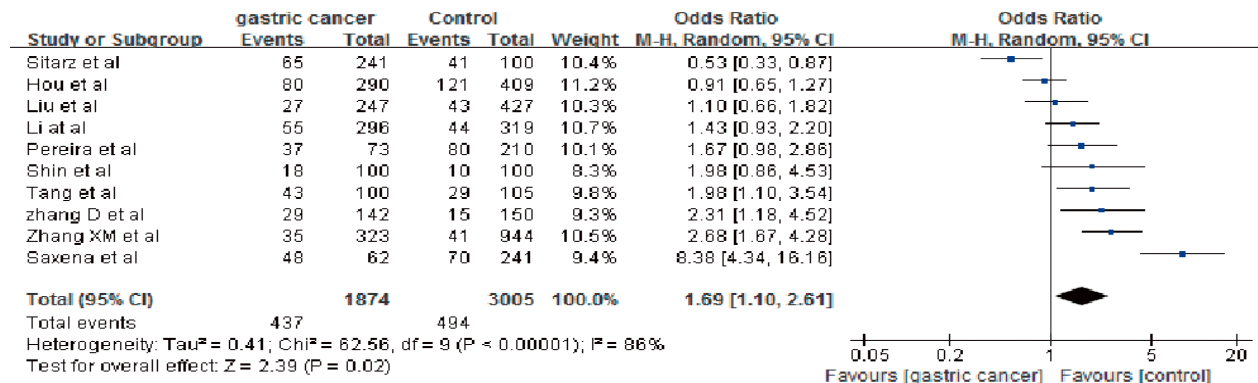 gastric cancer Control Odds Ratio Odds Ratio
Study or Subgroup Events Total Events Total Weight M-H, Random, 95% CI M-H, Random, 95% CI
Sitarz et al 65 241 41 100 10.4% 0.53 [0.33, 0.87]
Hou et al 80 290 121 409 11.2% 0.91 [0.65, 1.27]
Liu et al 27 247 43 427 10.3% 1.10 [0.66, 1.82]
Li at al 55 296 44 319 10.7% 1.43 [0.93, 2.20]
Pereira et al 37 73 80 210 10.1% 1.67 [0.98, 2.86]
Shin et al 18 100 10 100 8.3% 1.98 [0.86, 4.53]
Tang et al 43 100 29 105 9.8% 1.98 [1.10, 3.54]
zhang D et al 29 142 15 150 9.3% 2.31 [1.18, 4.52]
Zhang XM et al 35 323 41 944 10.5% 2.68 [1.67, 4.28]
Saxena et al 48 62 70 241 9.4% 8.38 [4.34, 16.16]
Total (95% CI) 1874 3005 100.0% 1.69 [1.10, 2.61]
Total events 437 494
Heterogeneity: Tau² = 0.41; Chi² = 62.56, df = 9 (P < 0.00001); I² = 86%
Test for overall effect: Z = 2.39 (P = 0.02)
0.05 0.2 1 5 20
Favours [gastric cancer] Favours [control]